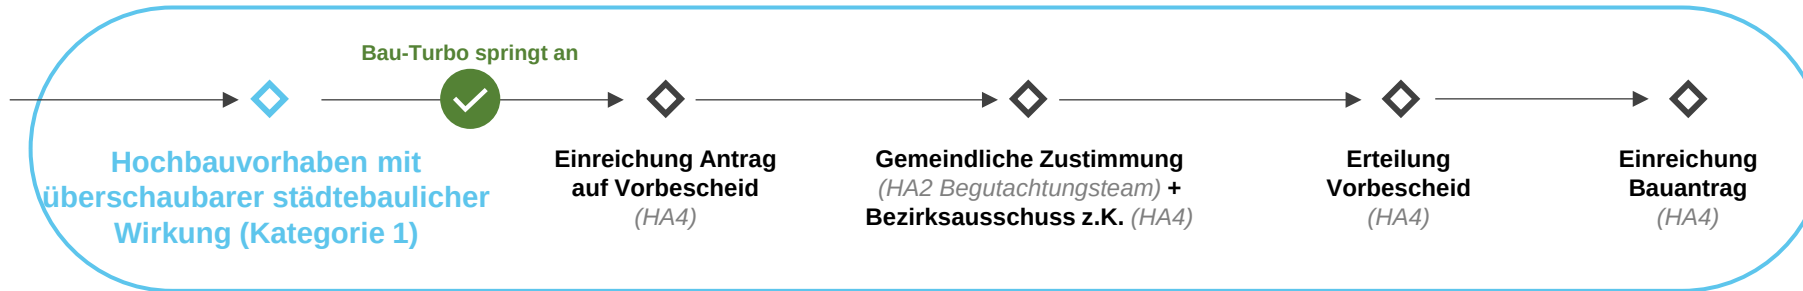 Bau-Turbo springt an
Hochbauvorhaben mit
überschaubarer städtebaulicher
Wirkung (Kategorie 1)
Einreichung Antrag
auf Vorbescheid
(HA4)
Gemeindliche Zustimmung
(HA2 Begutachtungsteam) +
Bezirksausschuss z.K. (HA4)
Erteilung
Vorbescheid
(HA4)
Einreichung
Bauantrag
(HA4)